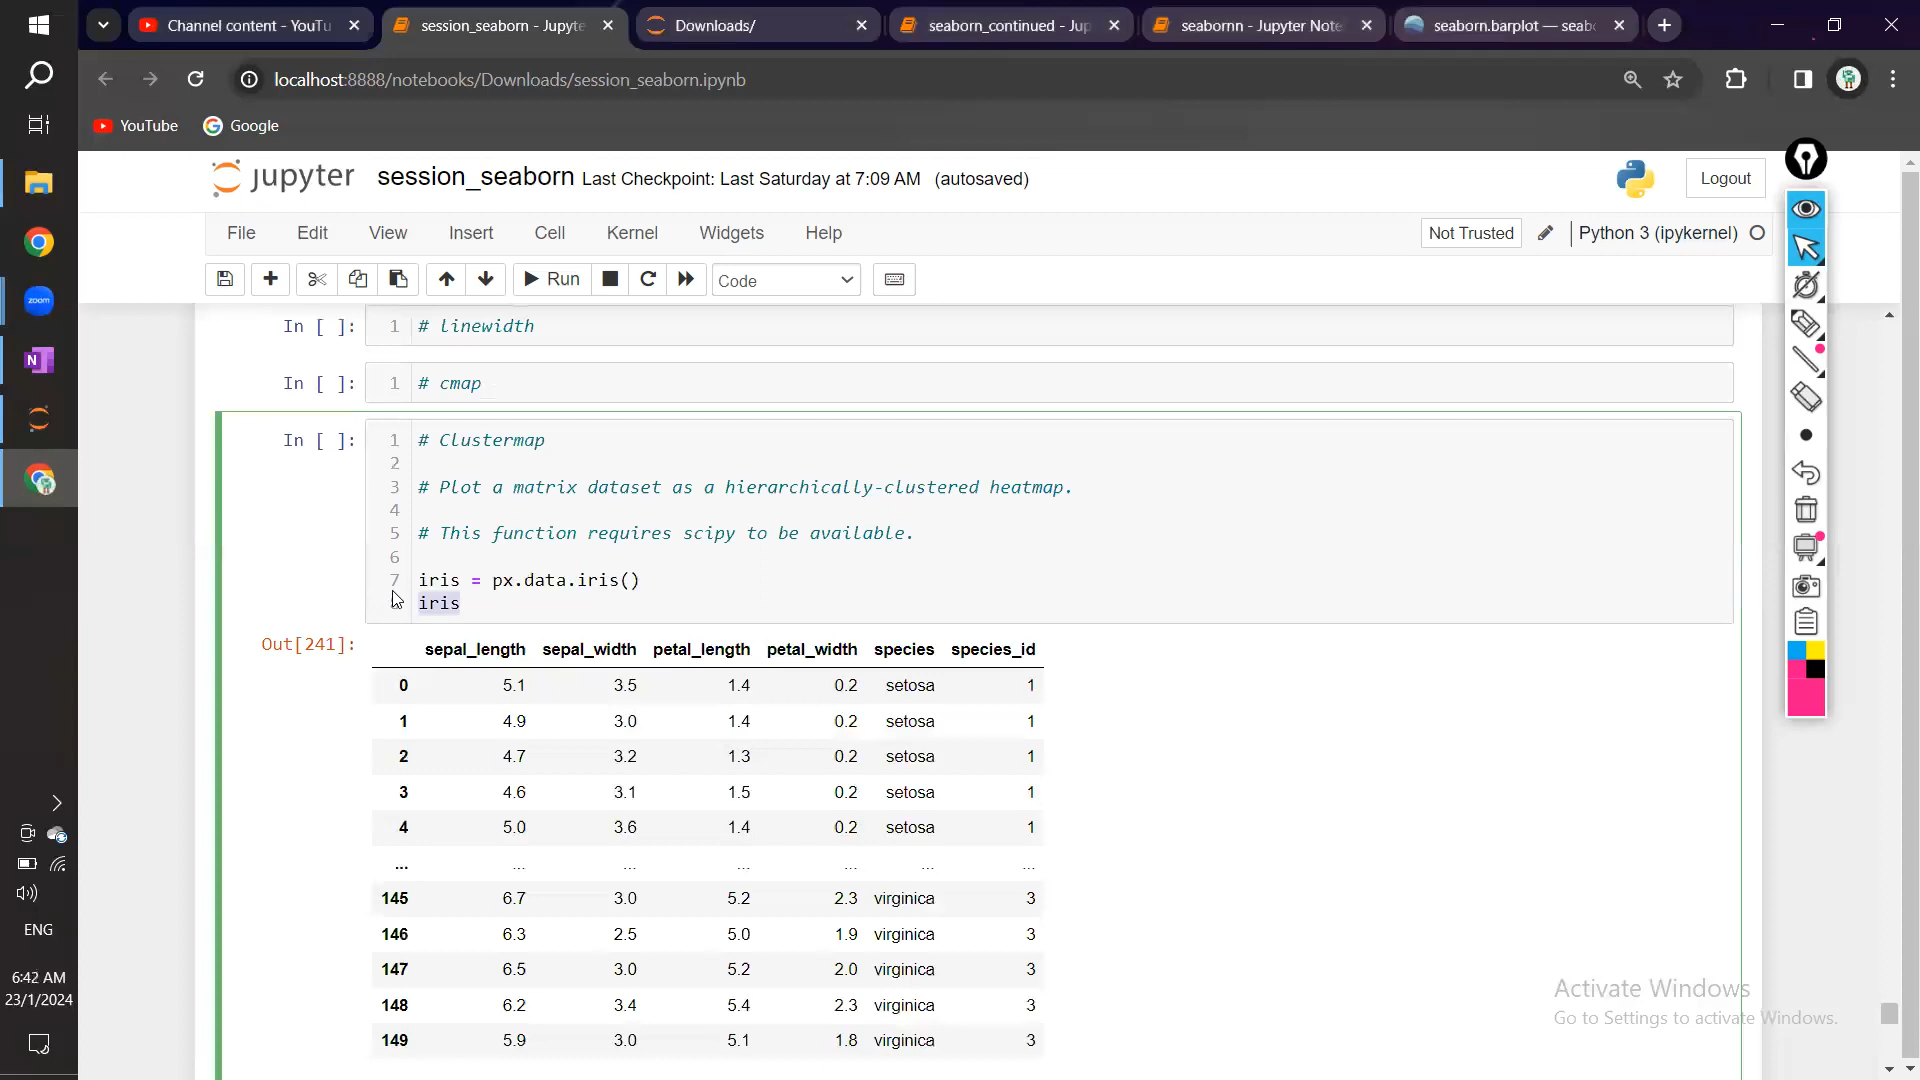 Channel content - YouTu
session_seaborn - Jupyte
Downloads/
seaborn_continued - Jup
seabornn - Jupyter Note
seaborn.barplot — seab
localhost:8888/notebooks/Downloads/session_seaborn.ipynb
YouTube
Google
jupyter
session_seaborn Last Checkpoint: Last Saturday at 7:09 AM (autosaved)
Logout
File
Edit
View
Insert
Cell
Kernel
Widgets
Help
Not Trusted
Python 3 (ipykernel)
Run
Code
In [ ]:
1 # linewidth
In [ ]:
1 # cmap
In [ ]:
1 # Clustermap
2
3 # Plot a matrix dataset as a hierarchically-clustered heatmap.
4
5 # This function requires scipy to be available.
6
7 iris = px.data.iris()
iris
Out[241]:
sepal_length sepal_width petal_length petal_width species species_id
0 5.1 3.5 1.4 0.2 setosa 1
1 4.9 3.0 1.4 0.2 setosa 1
2 4.7 3.2 1.3 0.2 setosa 1
3 4.6 3.1 1.5 0.2 setosa 1
4 5.0 3.6 1.4 0.2 setosa 1
... ... ... ... ... ... ...
145 6.7 3.0 5.2 2.3 virginica 3
146 6.3 2.5 5.0 1.9 virginica 3
147 6.5 3.0 5.2 2.0 virginica 3
148 6.2 3.4 5.4 2.3 virginica 3
149 5.9 3.0 5.1 1.8 virginica 3
zoom
N
ENG
6:42 AM
23/1/2024
Activate Windows
Go to Settings to activate Windows.